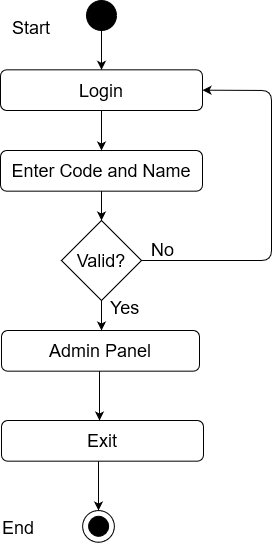 Start
Login
Enter Code and Name
Valid?
No
Yes
Admin Panel
Exit
End